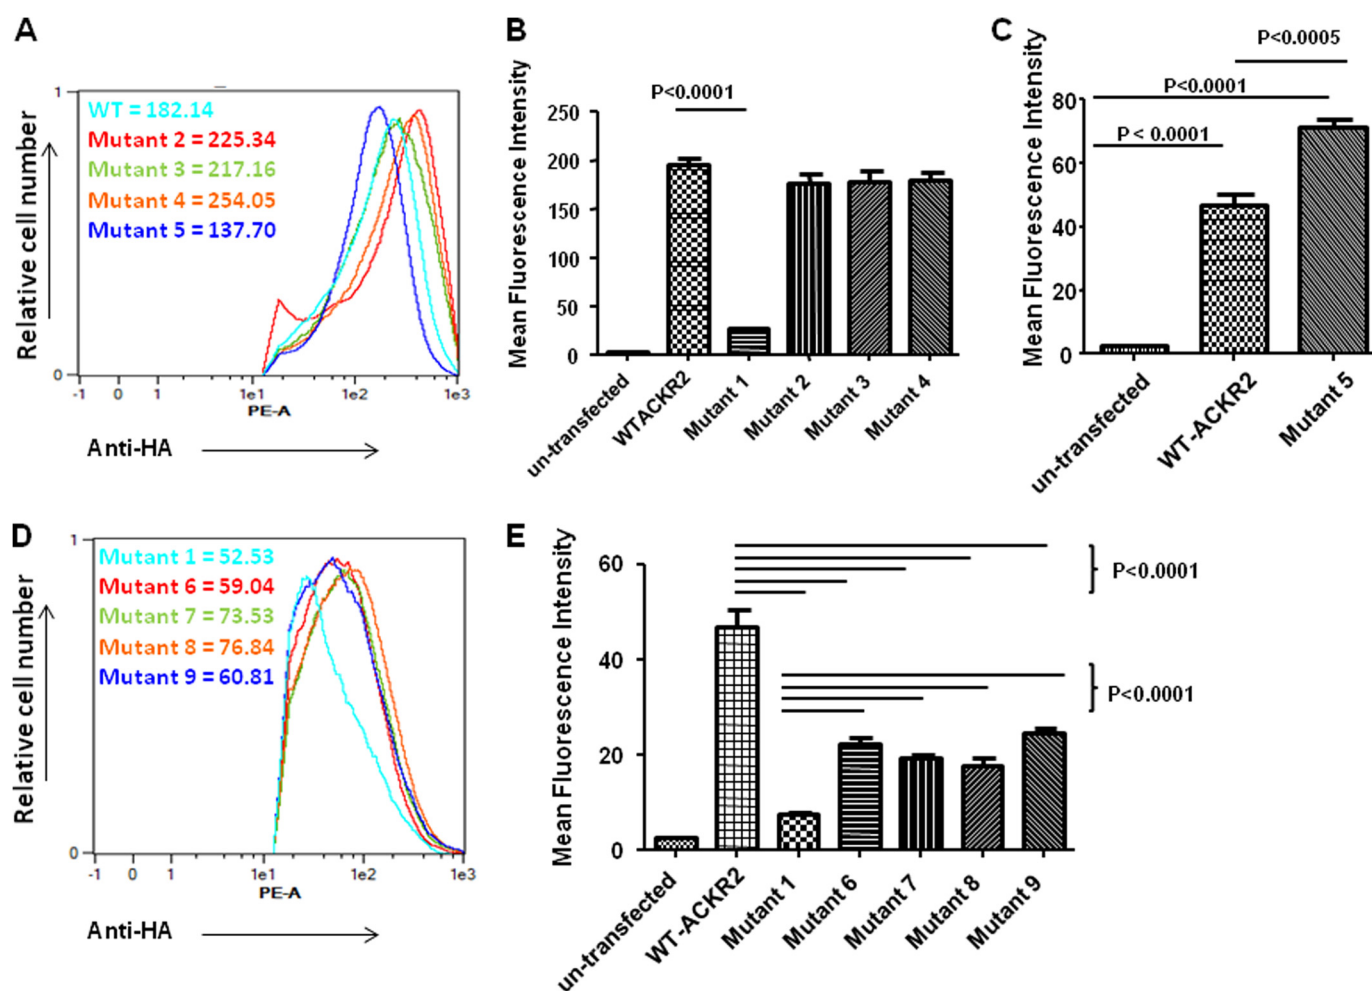 A
WT = 182.14
Mutant 2 = 225.34
Mutant 3 = 217.16
Mutant 4 = 254.05
Mutant 5 = 137.70
Relative cell number
1
0
-1 0 1 1e1 1e2 1e3
PE-A
Anti-HA
B
Mean Fluorescence Intensity
P<0.0001
250
200
150
100
50
0
un-transfected
WTACKR2
Mutant 1
Mutant 2
Mutant 3
Mutant 4
C
Mean Fluorescence Intensity
P<0.0005
P<0.0001
P< 0.0001
80
60
40
20
0
un-transfected
WT-ACKR2
Mutant 5
D
Mutant 1 = 52.53
Mutant 6 = 59.04
Mutant 7 = 73.53
Mutant 8 = 76.84
Mutant 9 = 60.81
Relative cell number
1
0
-1 0 1 1e1 1e2 1e3
PE-A
Anti-HA
E
Mean Fluorescence Intensity
P<0.0001
P<0.0001
60
40
20
0
un-transfected
WT-ACKR2
Mutant 1
Mutant 6
Mutant 7
Mutant 8
Mutant 9